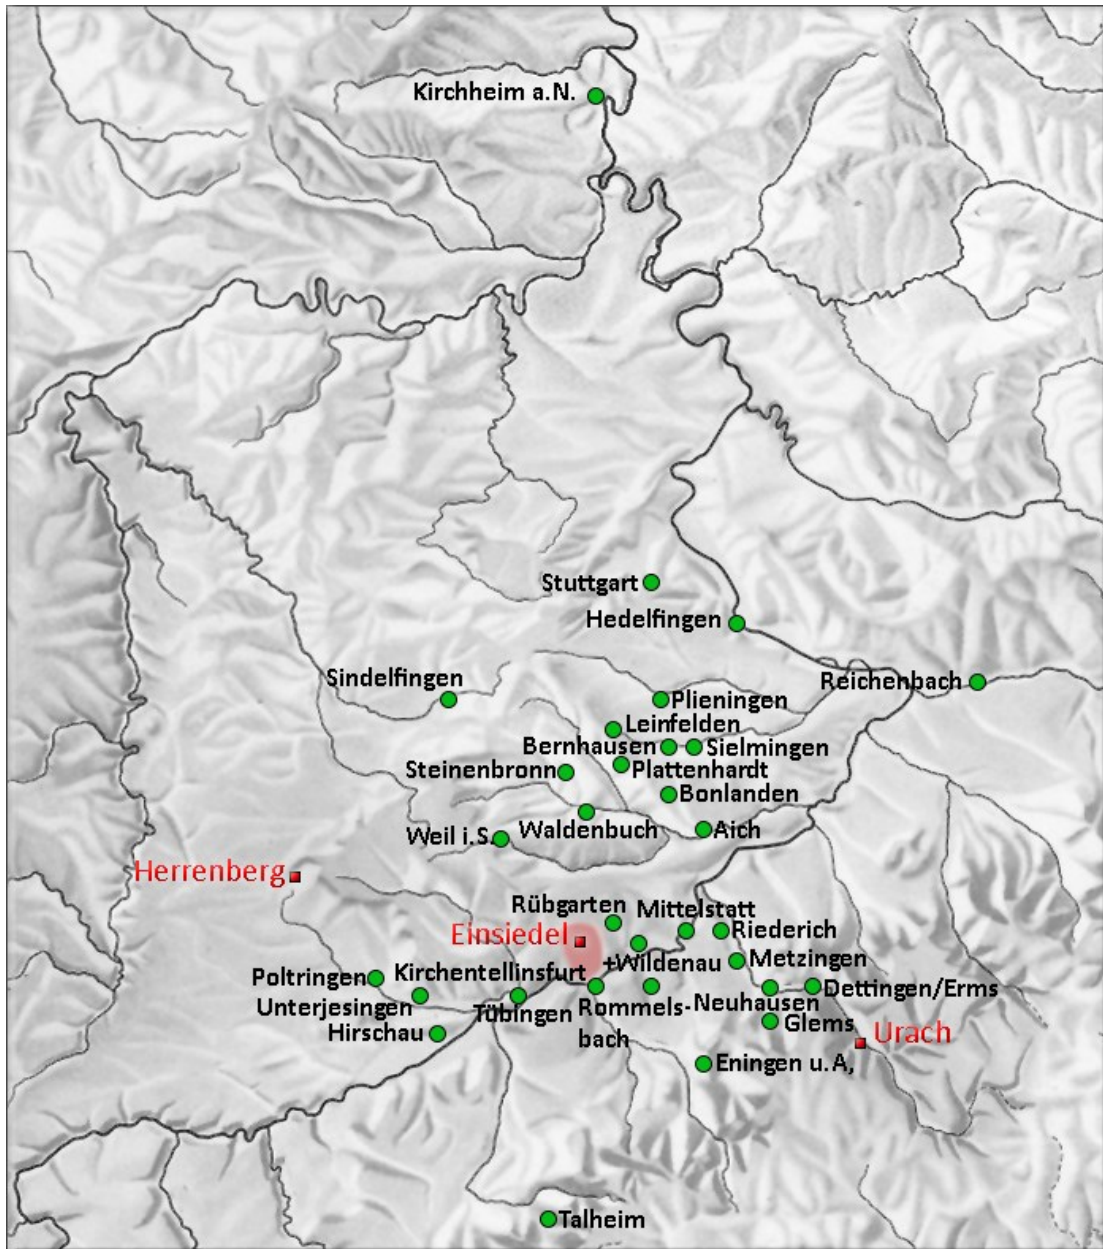 Kirchheim a.N.
Stuttgart
Hedelfingen
Sindelfingen
Reichenbach
Plieningen
Leinfelden
Bernhausen
Sielmingen
Steinenbronn
Plattenhardt
Bonlanden
Waldenbuch
Aich
Weil i.S.
Herrenberg
Rübgarten
Mittelstatt
Einsiedel
Riederich
+Wildenau
Metzingen
Poltringen
Kirchentellinsfurt
Dettingen/Erms
Unterjesingen
Tübingen
Rommels-
bach
Neuhausen
Glems
Hirschau
Urach
Eningen u.A,
Talheim